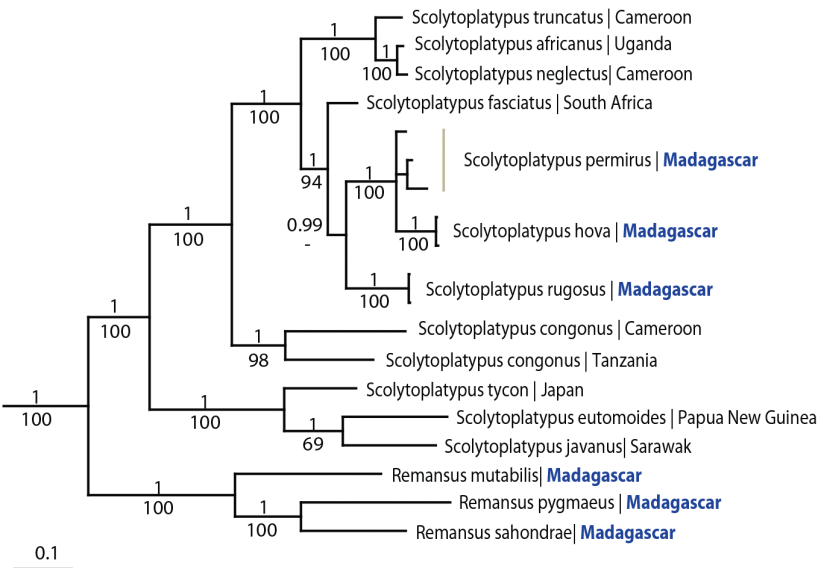 Scolytoplatypus truncatus | Cameroon
1
100
Scolytoplatypus africanus | Uganda
1
100
Scolytoplatypus neglectus| Cameroon
1
100
Scolytoplatypus fasciatus | South Africa
1
94
Scolytoplatypus permirus | Madagascar
1
100
0.99
-
Scolytoplatypus hova | Madagascar
1
100
1
100
Scolytoplatypus rugosus | Madagascar
1
100
Scolytoplatypus congonus | Cameroon
1
98
1
100
Scolytoplatypus congonus | Tanzania
Scolytoplatypus tycon | Japan
1
100
1
100
Scolytoplatypus eutomoides | Papua New Guinea
1
69
Scolytoplatypus javanus| Sarawak
Remansus mutabilis| Madagascar
1
100
Remansus pygmaeus | Madagascar
1
100
Remansus sahondrae| Madagascar
0.1